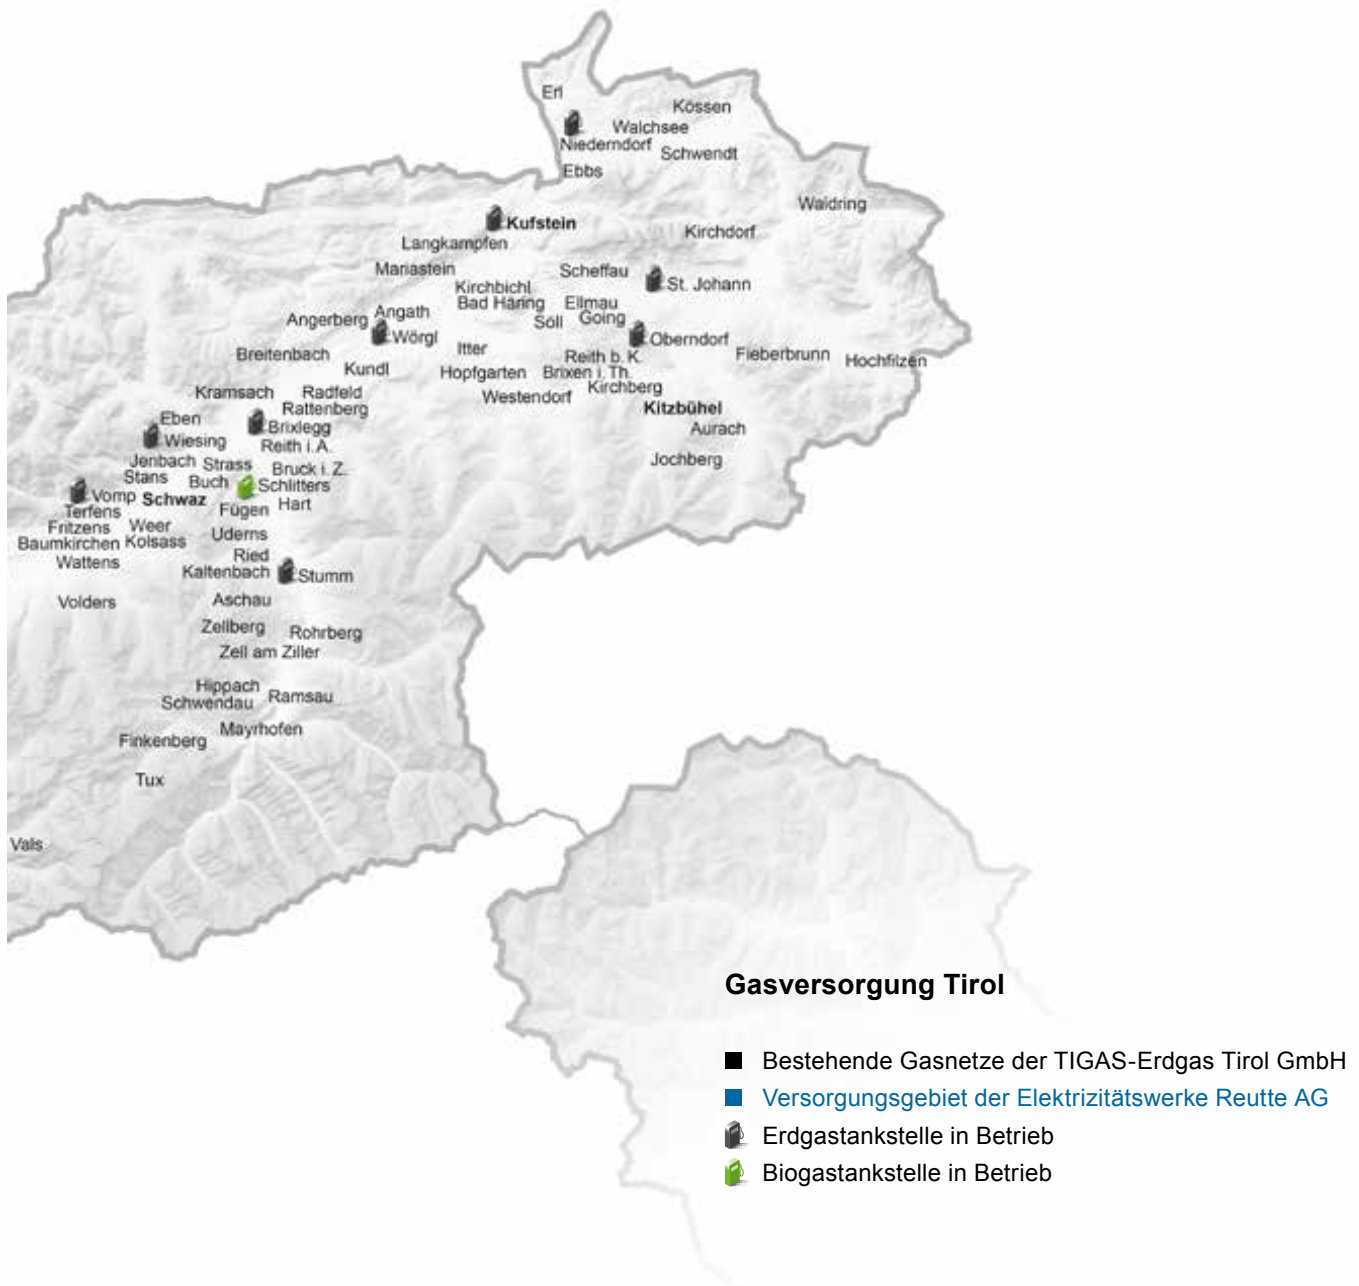 Erl
Kössen
Walchsee
Niederndorf
Schwendt
Ebbs
Waidring
Kufstein
Kirchdorf
Langkampfen
Mariastein
Scheffau
St. Johann
Kirchbichl
Bad Häring
Ellmau
Angath
Angerberg
Söll
Going
Wörgl
Oberndorf
Itter
Breitenbach
Reith b. K.
Fieberbrunn
Hochfilzen
Kundl
Hopfgarten
Brixen i. Th.
Kirchberg
Kramsach
Radfeld
Westendorf
Rattenberg
Kitzbühel
Eben
Brixlegg
Aurach
Wiesing
Reith i. A.
Jenbach
Strass
Bruck i. Z.
Jochberg
Stans
Buch
Schlitters
Vomp
Schwaz
Fügen
Hart
Terfens
Fritzens
Weer
Uderns
Baumkirchen
Kolsass
Ried
Wattens
Kaltenbach
Stumm
Volders
Aschau
Zellberg
Rohrberg
Zell am Ziller
Hippach
Ramsau
Schwendau
Mayrhofen
Finkenberg
Tux
Vals
Gasversorgung Tirol
Bestehende Gasnetze der TIGAS-Erdgas Tirol GmbH
Versorgungsgebiet der Elektrizitätswerke Reutte AG
Erdgastankstelle in Betrieb
Biogastankstelle in Betrieb